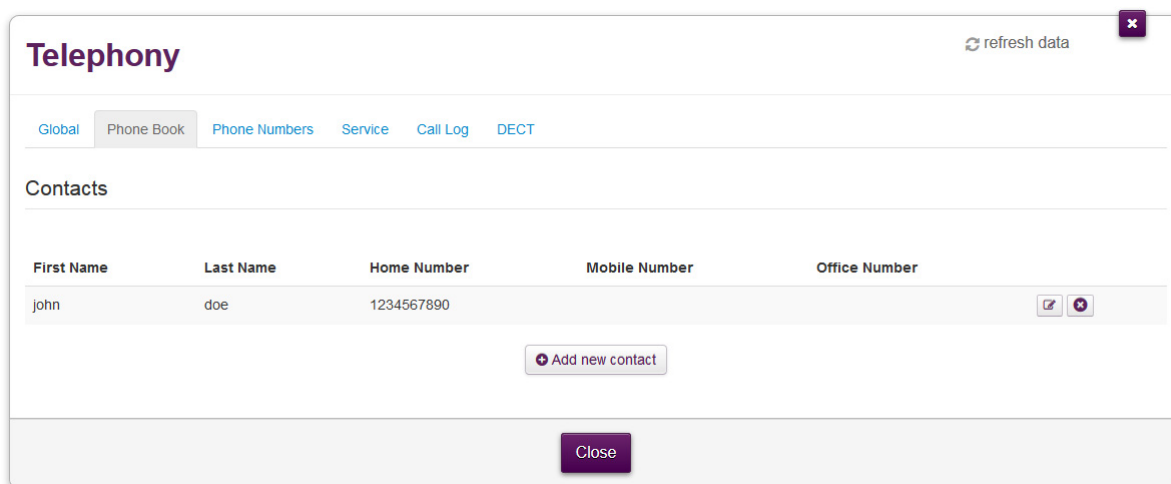 Telephony
refresh data
Global Phone Book Phone Numbers Service Call Log DECT
Contacts
First Name Last Name Home Number Mobile Number Office Number
john doe 1234567890
Add new contact
Close